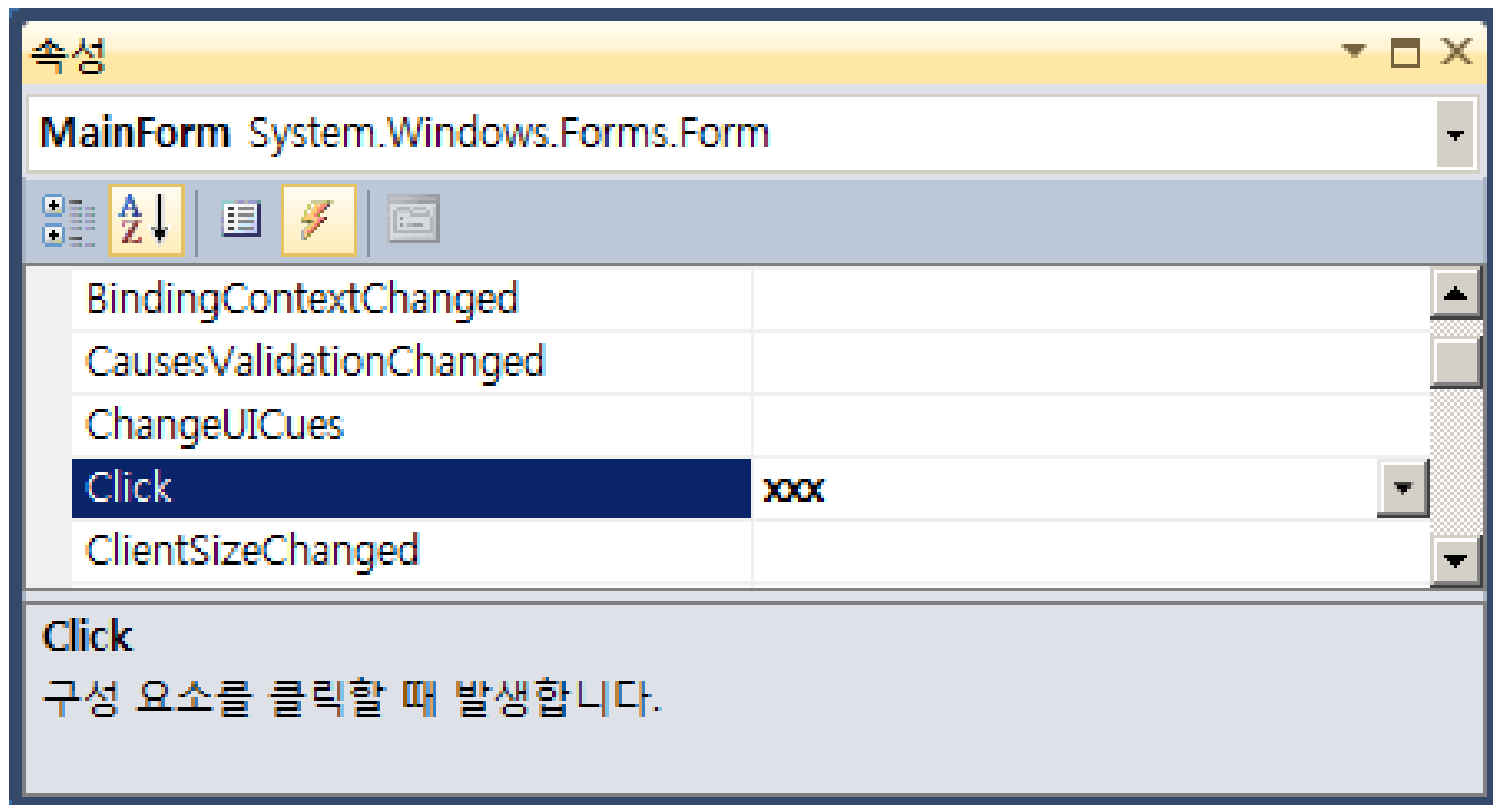 속성
MainForm System.Windows.Forms.Form
BindingContextChanged
CausesValidationChanged
ChangeUICues
Click xxx
ClientSizeChanged
Click
구성 요소를 클릭할 때 발생합니다.